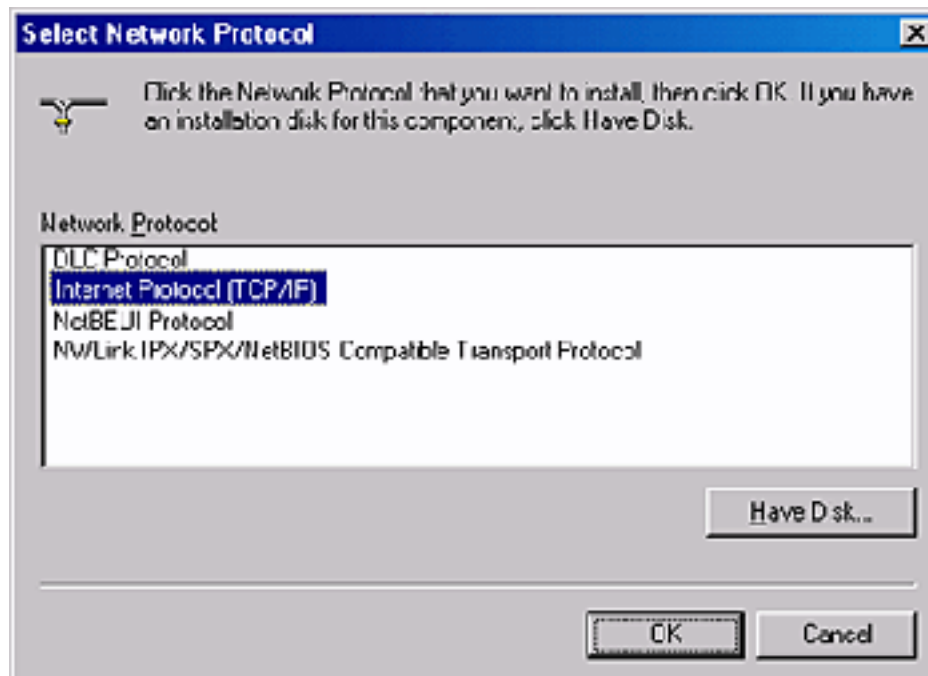 Select Network Protocol
Click the Network Protocol that you want to install, then click OK. If you have
an installation disk for this component, click Have Disk.
Network Protocol:
DLC Protocol
Internet Protocol (TCP/IP)
NetBEUI Protocol
NWLink IPX/SPX/NetBIOS Compatible Transport Protocol
Have Disk...
OK
Cancel